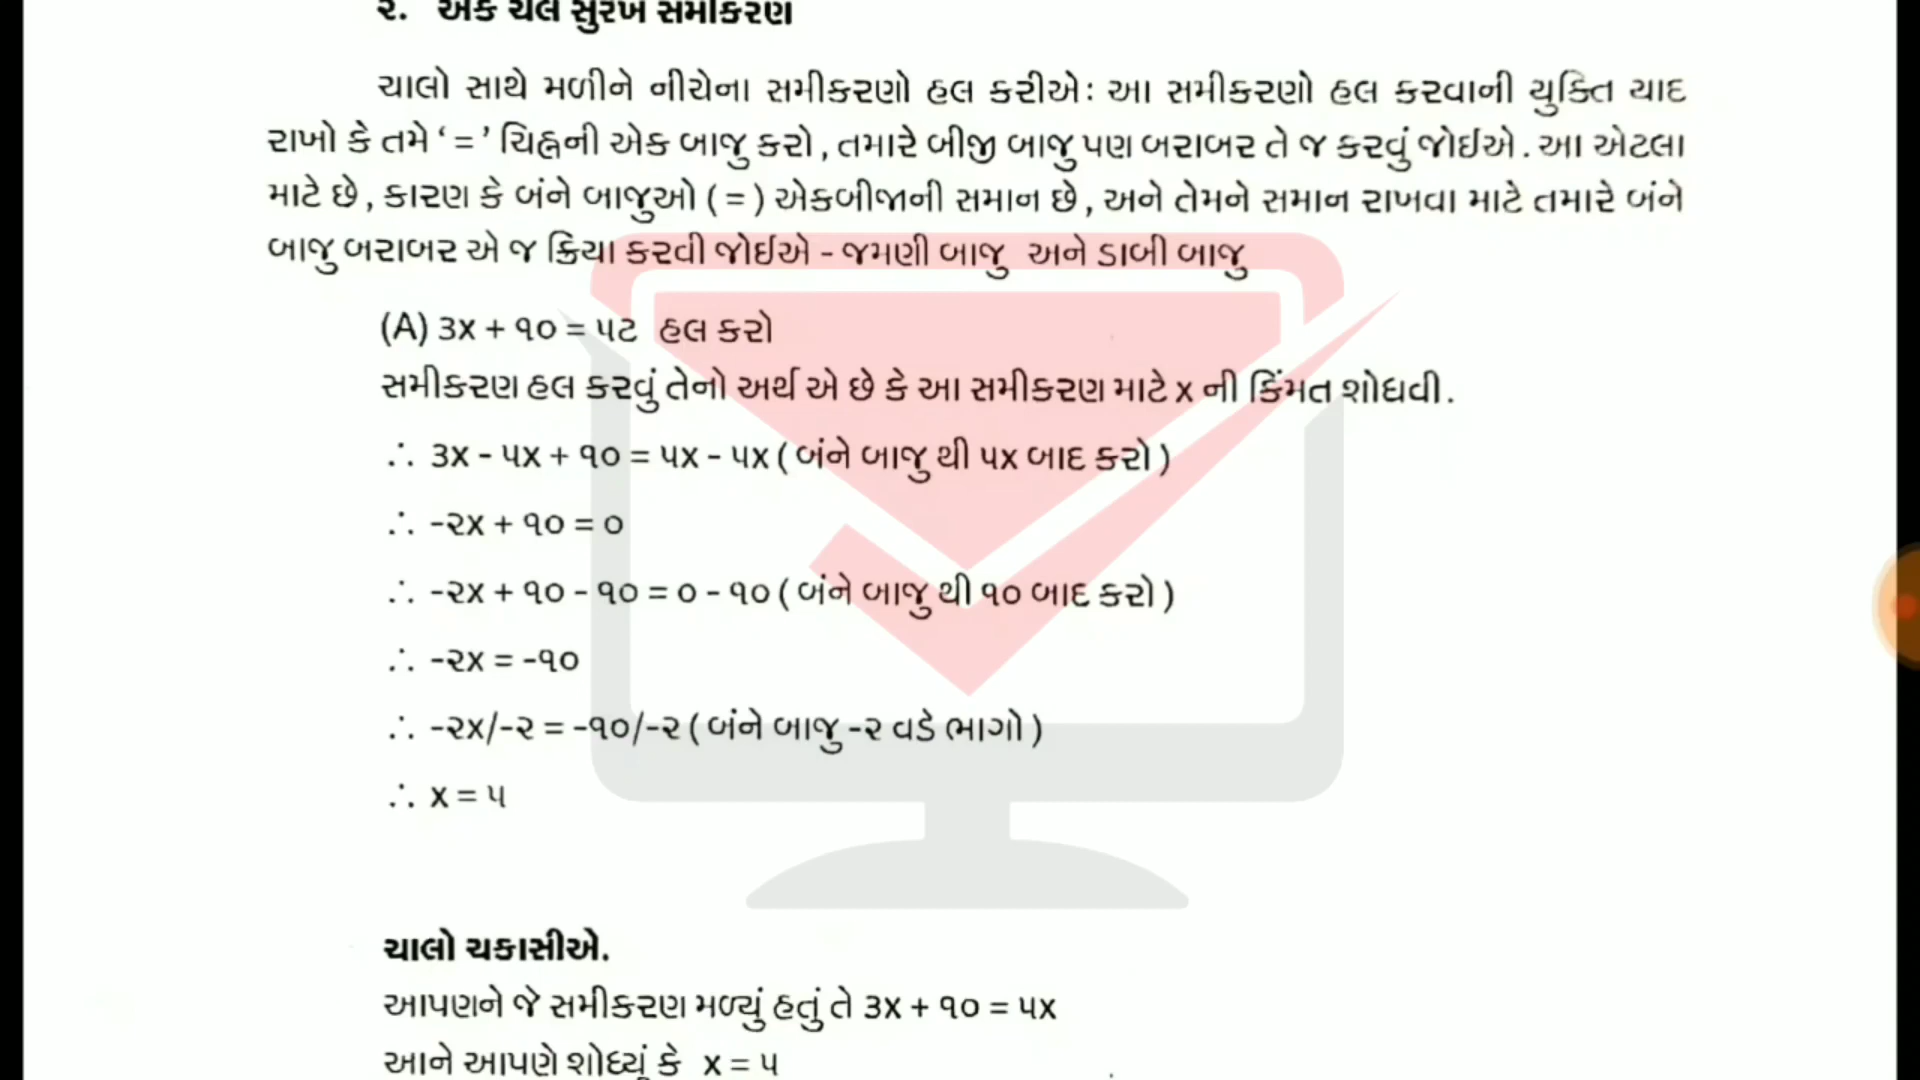 ૨. એક ચલ સુરેખ સમીકરણ
ચાલો સાથે મળીને નીચેના સમીકરણો હલ કરીએઃ આ સમીકરણો હલ કરવાની યુક્તિ યાદ
રાખો કે તમે ‘ = ’ ચિહ્નની એક બાજુ કરો , તમારે બીજી બાજુ પણ બરાબર તે જ કરવું જોઈએ . આ એટલા
માટે છે , કારણ કે બંને બાજુઓ ( = ) એકબીજાની સમાન છે , અને તેમને સમાન રાખવા માટે તમારે બંને
બાજુ બરાબર એ જ ક્રિયા કરવી જોઈએ - જમણી બાજુ અને ડાબી બાજુ
(A) ૩x + ૧૦ = ૫ટ હલ કરો
સમીકરણ હલ કરવું તેનો અર્થ એ છે કે આ સમીકરણ માટે x ની કિંમત શોધવી .
∴ ૩x - ૫x + ૧૦ = ૫x - ૫x ( બંને બાજુ થી ૫x બાદ કરો )
∴ -૨x + ૧૦ = ૦
∴ -૨x + ૧૦ - ૧૦ = ૦ - ૧૦ ( બંને બાજુ થી ૧૦ બાદ કરો )
∴ -૨x = -૧૦
∴ -૨x/-૨ = -૧૦/-૨ ( બંને બાજુ -૨ વડે ભાગો )
∴ x = ૫
ચાલો ચકાસીએ.
આપણને જે સમીકરણ મળ્યું હતું તે ૩x + ૧૦ = ૫x
આને આપણે શોધ્યું કે x = ૫